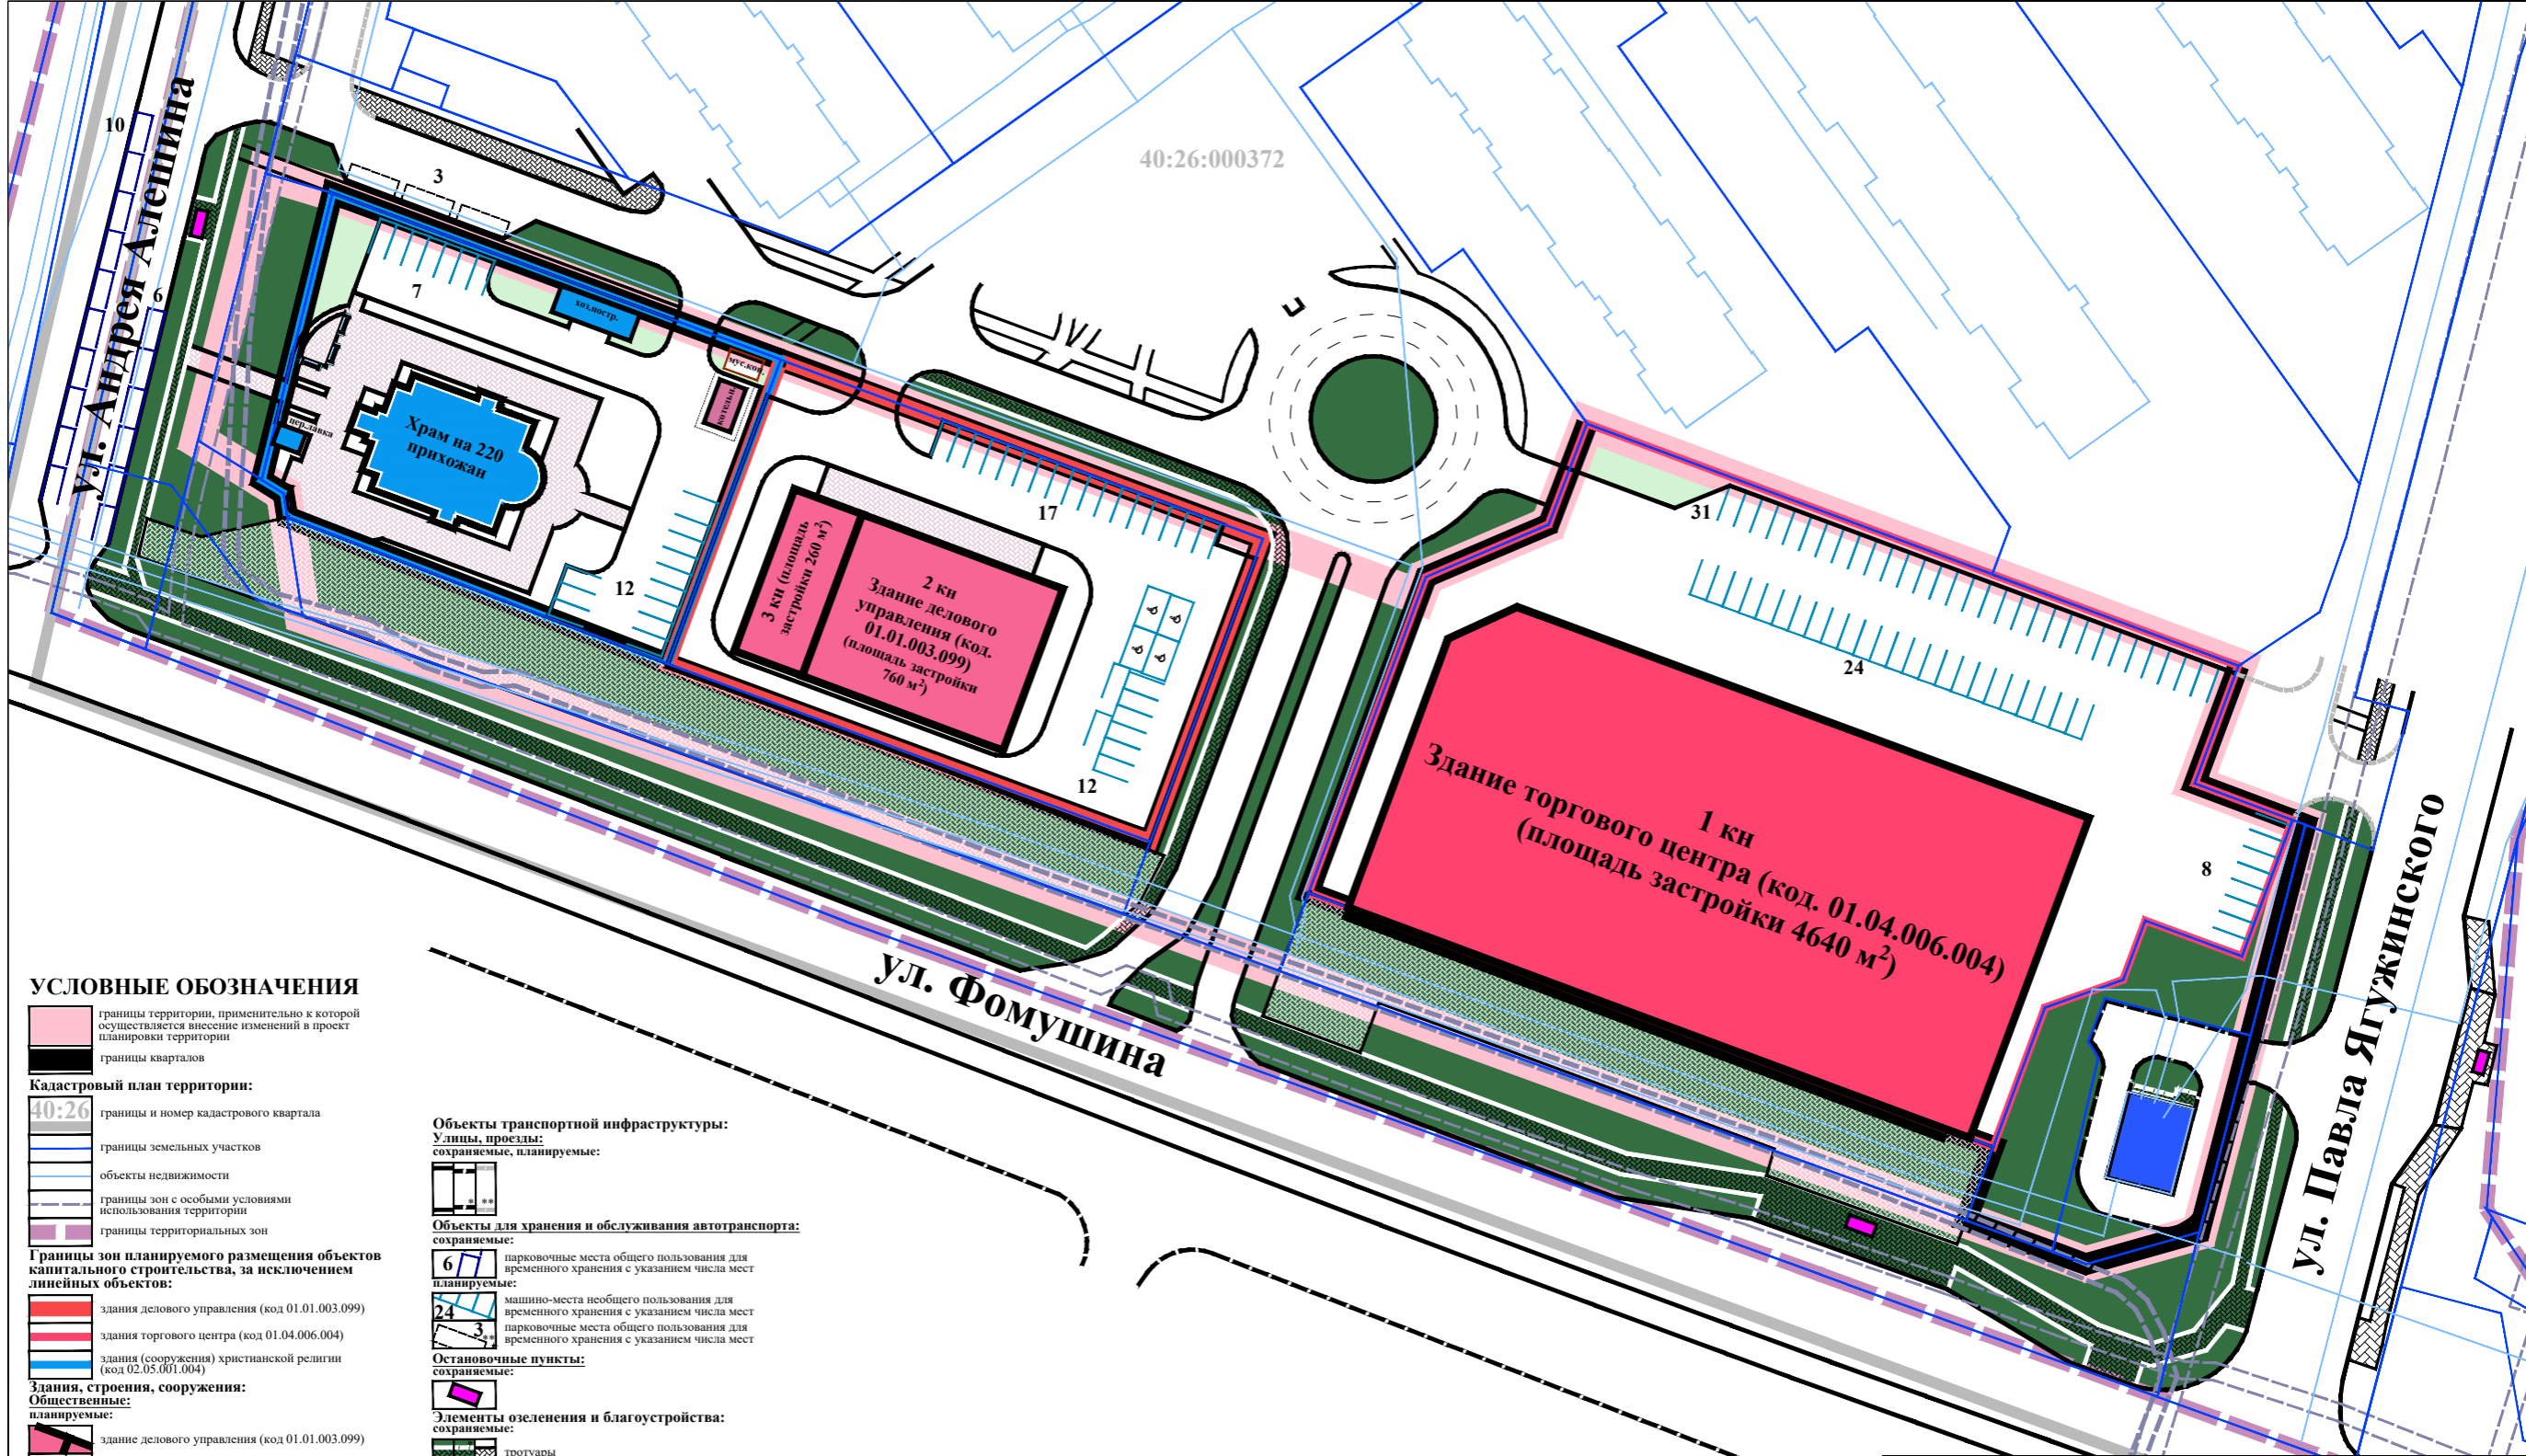 40:26:000372
10
ул. Андрея Алешина
3
6
7
хоз.постр.
мус.кон.
котельн.
цер.лавка
Храм на 220
прихожан
12
17
3 кн (площадь
застройки 260 м²)
2 кн
Здание делового
управления (код.
01.01.003.099)
(площадь застройки
760 м²)
12
31
24
1 кн
Здание торгового центра (код. 01.04.006.004)
(площадь застройки 4640 м²)
8
ул. Фомушина
ул. Павла Ягужинского
УСЛОВНЫЕ ОБОЗНАЧЕНИЯ
границы территории, применительно к которой
осуществляется внесение изменений в проект
планировки территории
границы кварталов
Кадастровый план территории:
40:26
границы и номер кадастрового квартала
границы земельных участков
объекты недвижимости
границы зон с особыми условиями
использования территории
границы территориальных зон
Границы зон планируемого размещения объектов
капитального строительства, за исключением
линейных объектов:
здания делового управления (код 01.01.003.099)
здания торгового центра (код 01.04.006.004)
здания (сооружения) христианской религии
(код 02.05.001.004)
Здания, строения, сооружения:
Общественные:
планируемые:
здание делового управления (код 01.01.003.099)
Объекты транспортной инфраструктуры:
Улицы, проезды:
сохраняемые, планируемые:
* **
Объекты для хранения и обслуживания автотранспорта:
сохраняемые:
6
парковочные места общего пользования для
временного хранения с указанием числа мест
планируемые:
24
машино-места необщего пользования для
временного хранения с указанием числа мест
3 **
парковочные места общего пользования для
временного хранения с указанием числа мест
Остановочные пункты:
сохраняемые:
Элементы озеленения и благоустройства:
сохраняемые:
тротуары